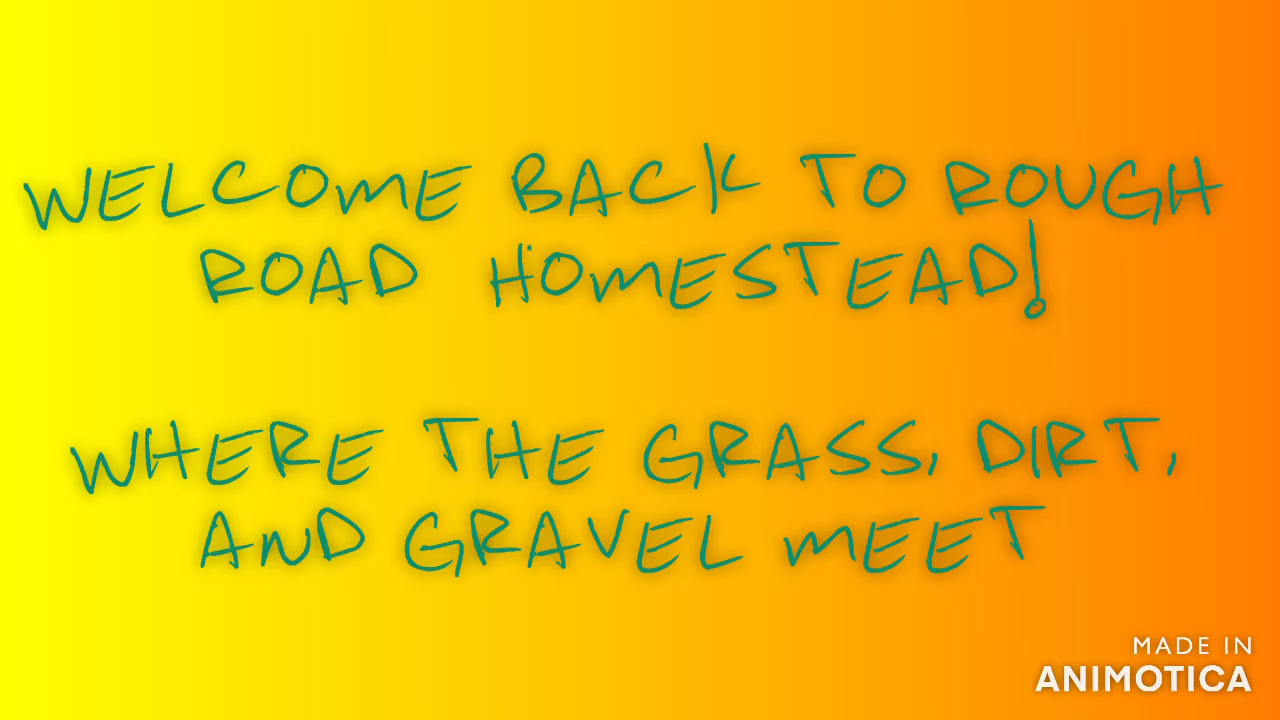 WELCOME BACK TO ROUGH
ROAD HOMESTEAD!
WHERE THE GRASS, DIRT,
AND GRAVEL MEET
MADE IN
ANIMOTICA